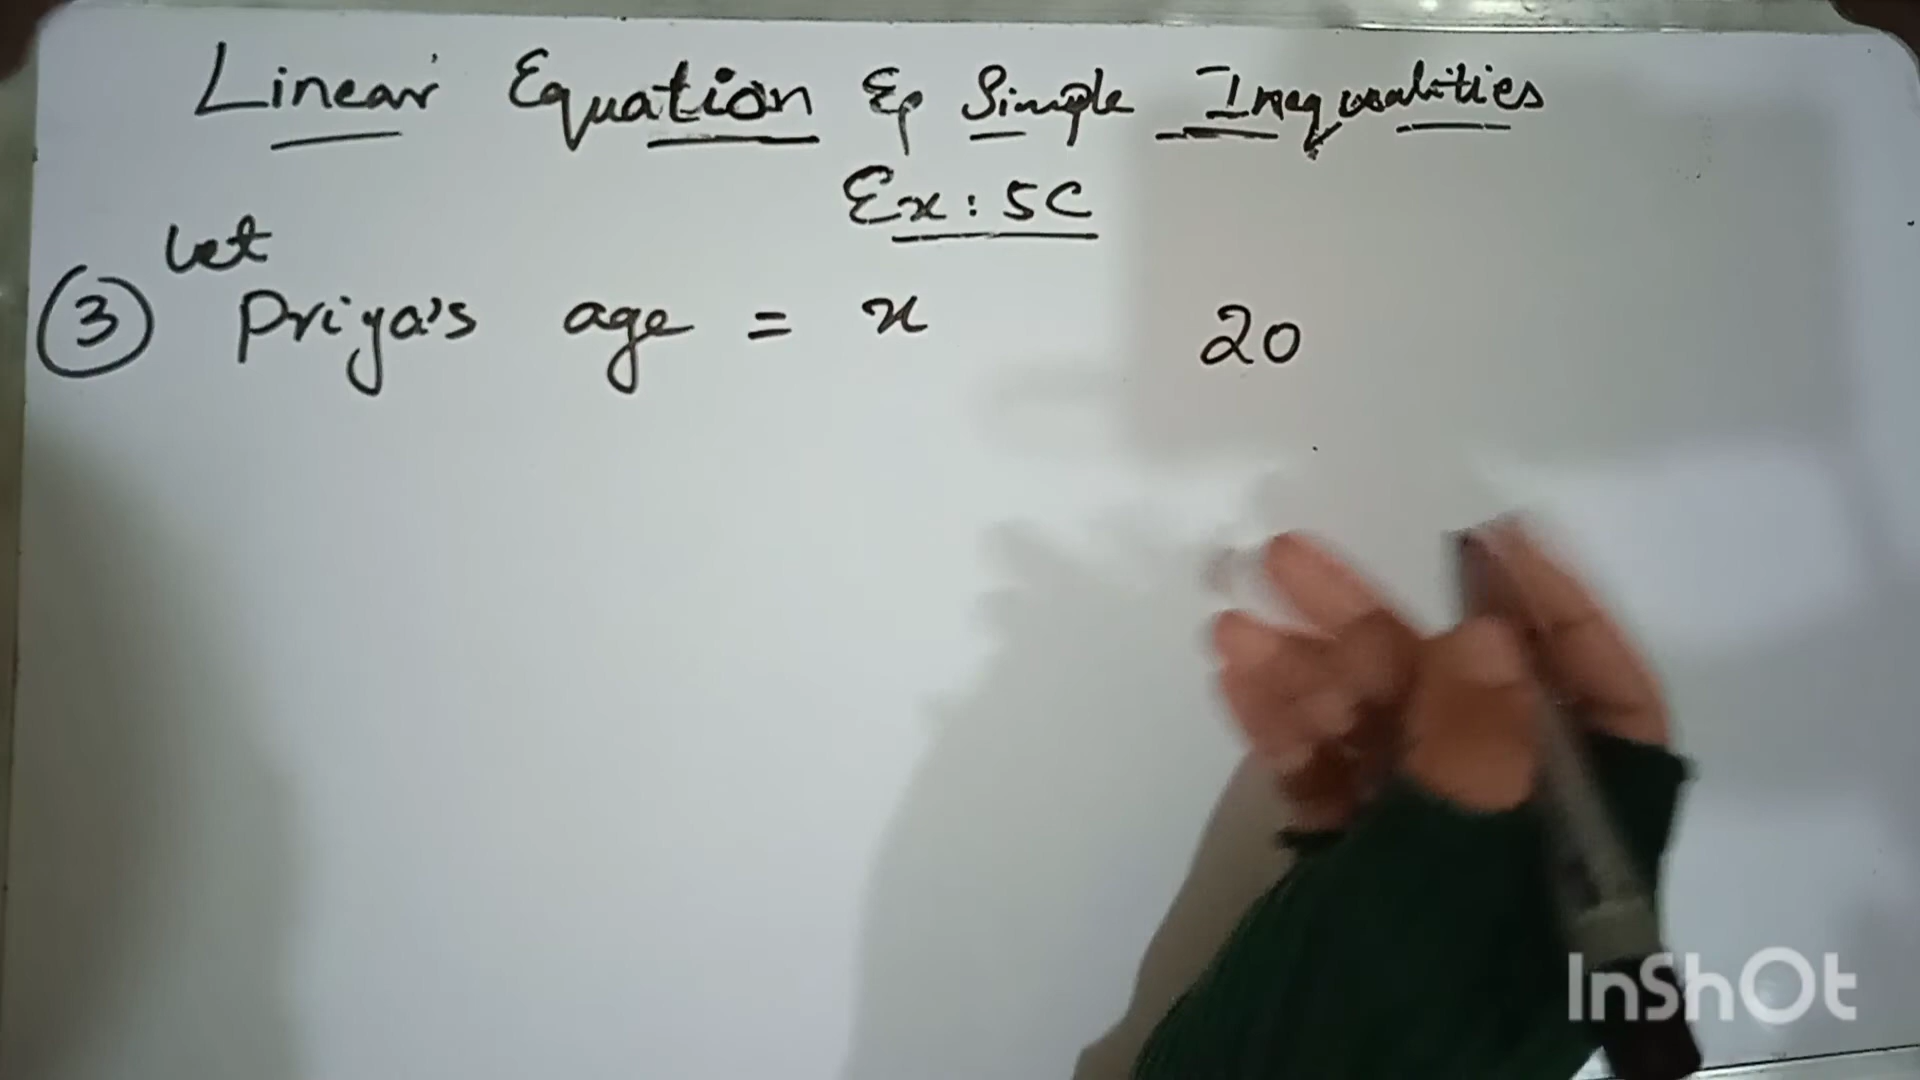 Linear Equation & Simple Inequalities
Ex: 5C
let
3 Priya's age = x 20
InShOt